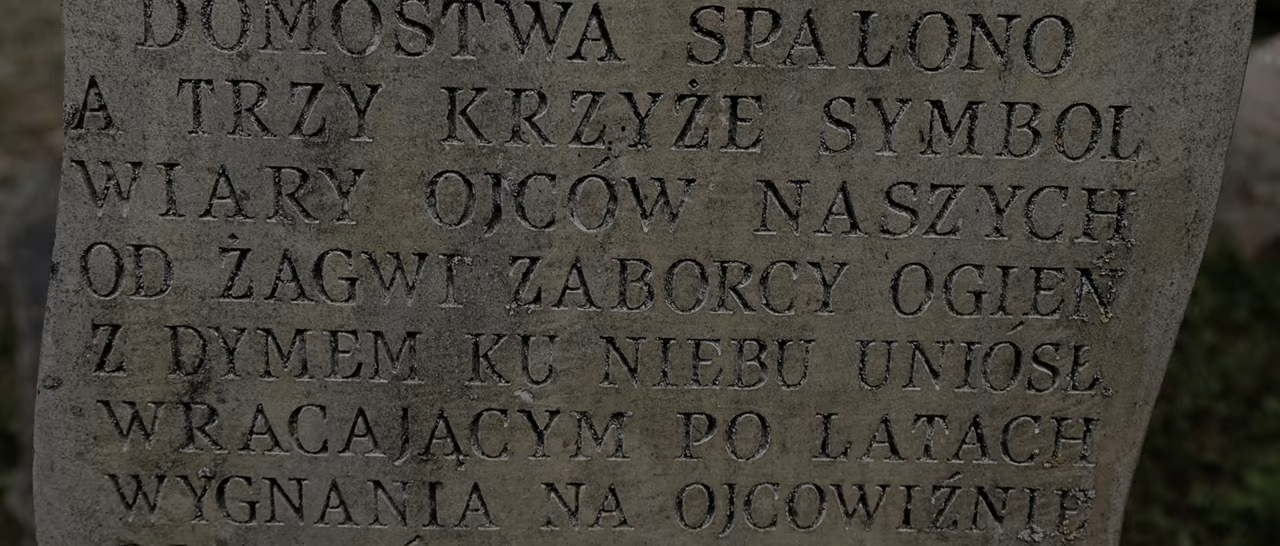 DOMOSTWA SPALONO
A TRZY KRZYŻE SYMBOL
WIARY OJCÓW NASZYCH
OD ŻAGWI ZABORCY OGIEŃ
Z DYMEM KU NIEBU UNIÓSŁ
WRACAJĄCYM PO LATACH
WYGNANIA NA OJCOWIŹNIE